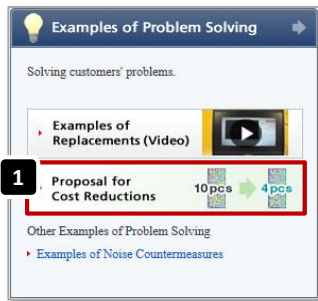 Examples of Problem Solving
Solving customers' problems.
Examples of
Replacements (Video)
1
Proposal for
Cost Reductions
10pcs 4pcs
Other Examples of Problem Solving
Examples of Noise Countermeasures